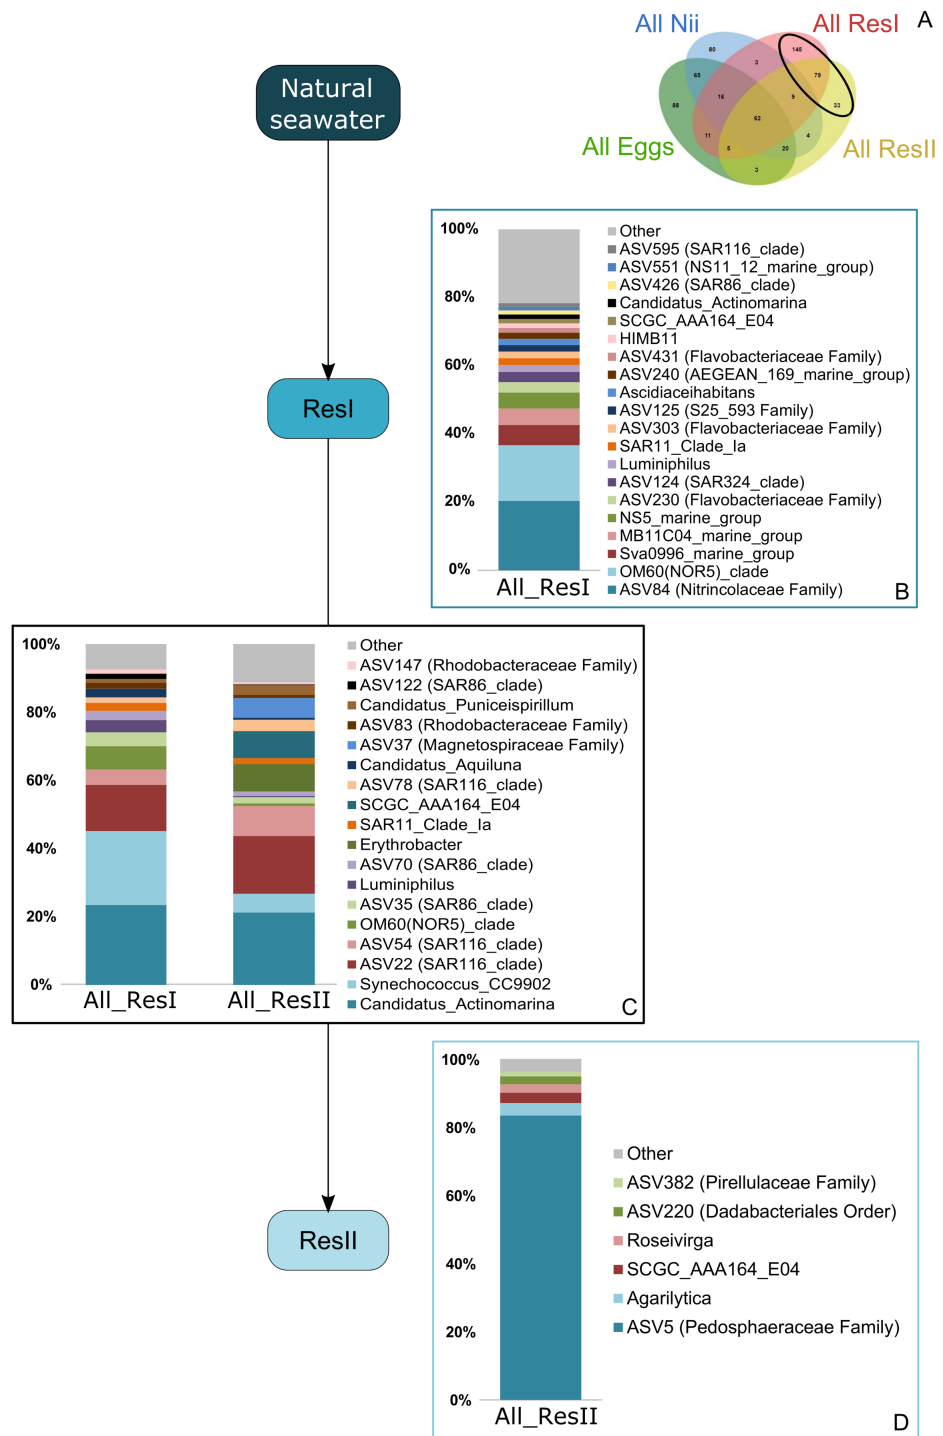 A
All Nii
All ResI
All Eggs
All ResII
80
145
65
3
79
88
16
9
33
62
11
4
5
20
3
Natural
seawater
ResI
100%
80%
60%
40%
20%
0%
All_ResI
Other
ASV595 (SAR116_clade)
ASV551 (NS11_12_marine_group)
ASV426 (SAR86_clade)
Candidatus_Actinomarina
SCGC_AAA164_E04
HIMB11
ASV431 (Flavobacteriaceae Family)
ASV240 (AEGEAN_169_marine_group)
Ascidiaceihabitans
ASV125 (S25_593 Family)
ASV303 (Flavobacteriaceae Family)
SAR11_Clade_Ia
Luminiphilus
ASV124 (SAR324_clade)
ASV230 (Flavobacteriaceae Family)
NS5_marine_group
MB11C04_marine_group
Sva0996_marine_group
OM60(NOR5)_clade
ASV84 (Nitrincolaceae Family)
B
100%
80%
60%
40%
20%
0%
All_ResI
All_ResII
Other
ASV147 (Rhodobacteraceae Family)
ASV122 (SAR86_clade)
Candidatus_Puniceispirillum
ASV83 (Rhodobacteraceae Family)
ASV37 (Magnetospiraceae Family)
Candidatus_Aquiluna
ASV78 (SAR116_clade)
SCGC_AAA164_E04
SAR11_Clade_Ia
Erythrobacter
ASV70 (SAR86_clade)
Luminiphilus
ASV35 (SAR86_clade)
OM60(NOR5)_clade
ASV54 (SAR116_clade)
ASV22 (SAR116_clade)
Synechococcus_CC9902
Candidatus_Actinomarina
C
ResII
100%
80%
60%
40%
20%
0%
All_ResII
Other
ASV382 (Pirellulaceae Family)
ASV220 (Dadabacteriales Order)
Roseivirga
SCGC_AAA164_E04
Agarilytica
ASV5 (Pedosphaeraceae Family)
D